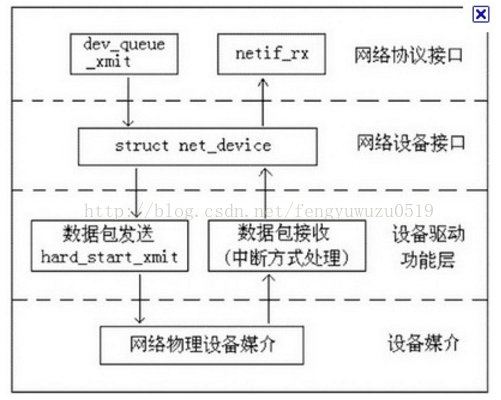 dev_queue
_xmit
netif_rx
网络协议接口
struct net_device
网络设备接口
http://blog.csdn.net/fengyuwuzu0519
数据包发送
hard_start_xmit
数据包接收
(中断方式处理)
设备驱动
功能层
网络物理设备媒介
设备媒介